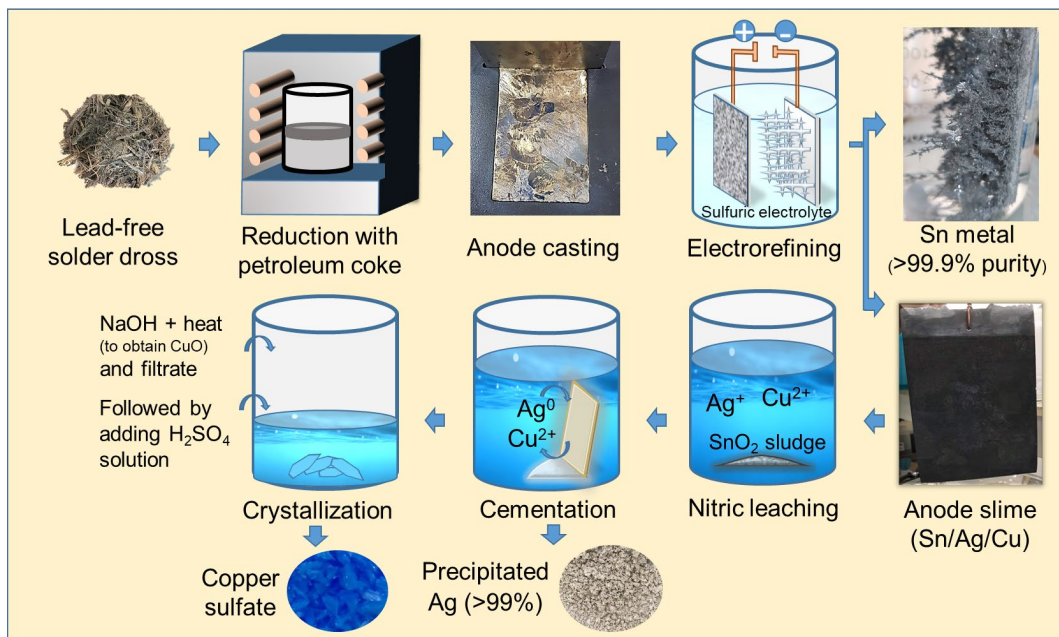 +
-
Sulfuric electrolyte
Lead-free
solder dross
Reduction with
petroleum coke
Anode casting
Electrorefining
Sn metal
(>99.9% purity)
NaOH + heat
(to obtain CuO)
and filtrate
Followed by
adding H₂SO₄
solution
Ag⁰
Cu²⁺
Ag⁺ Cu²⁺
SnO₂ sludge
Crystallization
Cementation
Nitric leaching
Anode slime
(Sn/Ag/Cu)
Copper
sulfate
Precipitated
Ag (>99%)